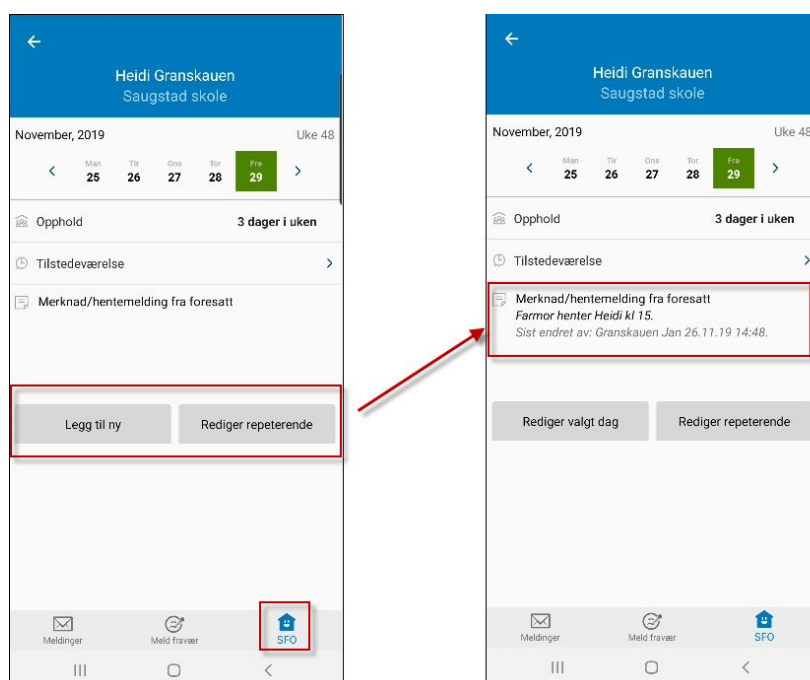 Heidi Granskauen
Saugstad skole
November, 2019 Uke 48
Man Tir Ons Tor Fre
25 26 27 28 29
Opphold 3 dager i uken
Tilstedeværelse
Merknad/hentemelding fra foresatt
Legg til ny Rediger repeterende
Meldinger Meld fravær SFO
Heidi Granskauen
Saugstad skole
November, 2019 Uke 48
Man Tir Ons Tor Fre
25 26 27 28 29
Opphold 3 dager i uken
Tilstedeværelse
Merknad/hentemelding fra foresatt
Farmor henter Heidi kl 15.
Sist endret av: Granskauen Jan 26.11.19 14:48.
Rediger valgt dag Rediger repeterende
Meldinger Meld fravær SFO